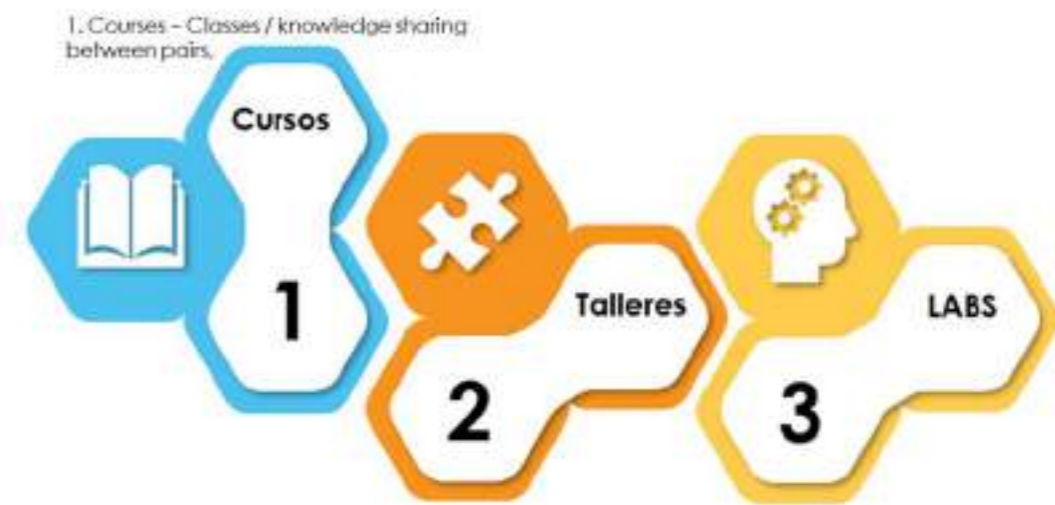 1. Courses – Classes / knowledge sharing
between pairs.
Cursos
1
Talleres
2
LABS
3